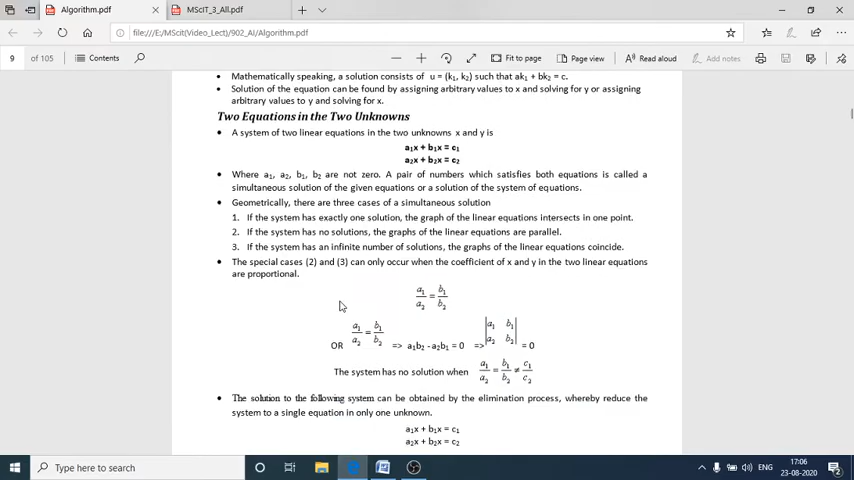 Algorithm.pdf
MScIT_3_All.pdf
file:///E:/MScit(Video_Lect)/902_AI/Algorithm.pdf
9 of 105 Contents Fit to page Page view Read aloud Add notes
• Mathematically speaking, a solution consists of u = (k1, k2) such that ak1 + bk2 = c.
• Solution of the equation can be found by assigning arbitrary values to x and solving for y or assigning
arbitrary values to y and solving for x.
Two Equations in the Two Unknowns
• A system of two linear equations in the two unknowns x and y is
a1x + b1x = c1
a2x + b2x = c2
• Where a1, a2, b1, b2 are not zero. A pair of numbers which satisfies both equations is called a
simultaneous solution of the given equations or a solution of the system of equations.
• Geometrically, there are three cases of a simultaneous solution
1. If the system has exactly one solution, the graph of the linear equations intersects in one point.
2. If the system has no solutions, the graphs of the linear equations are parallel.
3. If the system has an infinite number of solutions, the graphs of the linear equations coincide.
• The special cases (2) and (3) can only occur when the coefficient of x and y in the two linear equations
are proportional.
a1/a2 = b1/b2
OR a1/a2 = b1/b2 => a1b2 - a2b1 = 0 => |a1 b1 a2 b2| = 0
The system has no solution when a1/a2 = b1/b2 ≠ c1/c2
• The solution to the following system can be obtained by the elimination process, whereby reduce the
system to a single equation in only one unknown.
a1x + b1x = c1
a2x + b2x = c2
Type here to search
ENG
17:06
23-08-2020
2